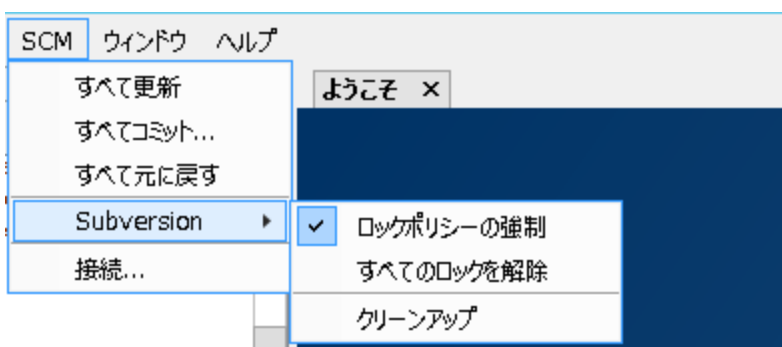 SCM ウィンドウ ヘルプ
すべて更新
ようこそ ×
すべてコミット...
すべて元に戻す
Subversion
ロックポリシーの強制
接続...
すべてのロックを解除
クリーンアップ